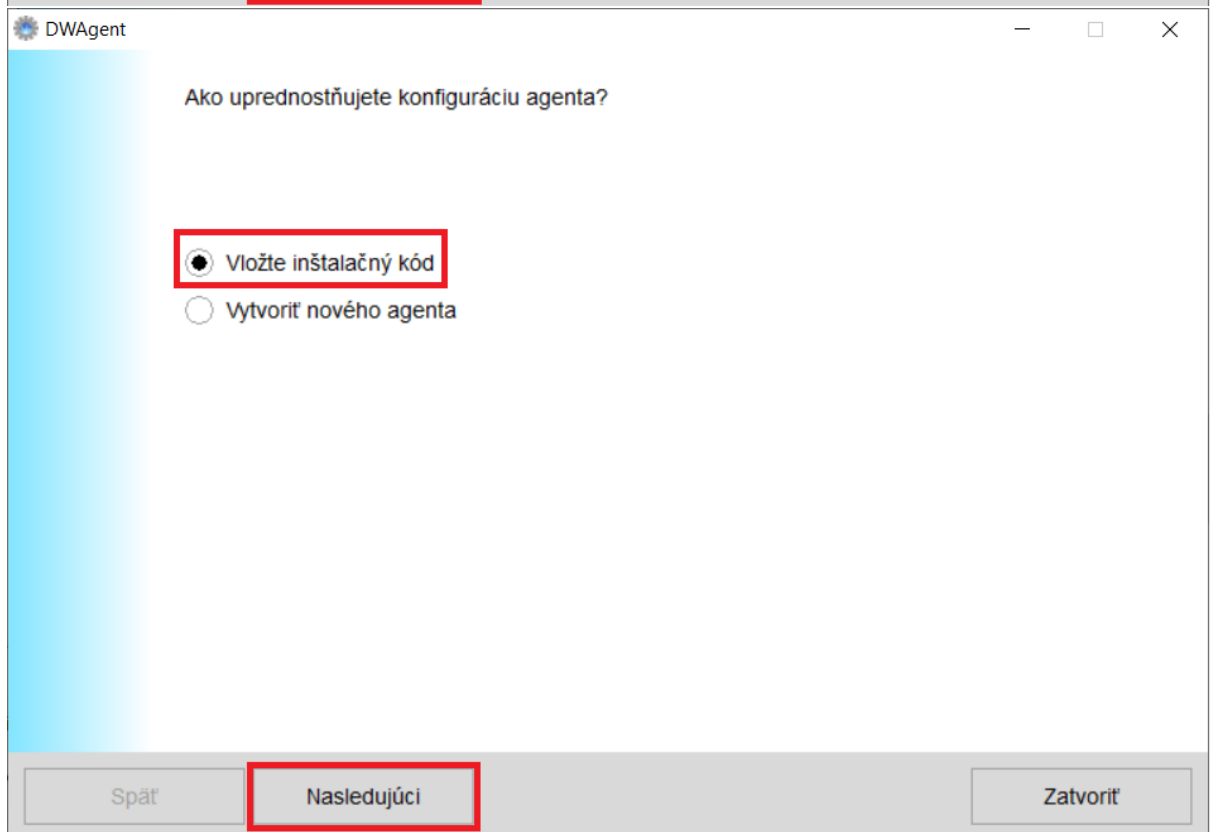 DWAgent
Ako uprednostňujete konfiguráciu agenta?
Vložte inštalačný kód
Vytvoriť nového agenta
Späť
Nasledujúci
Zatvoriť